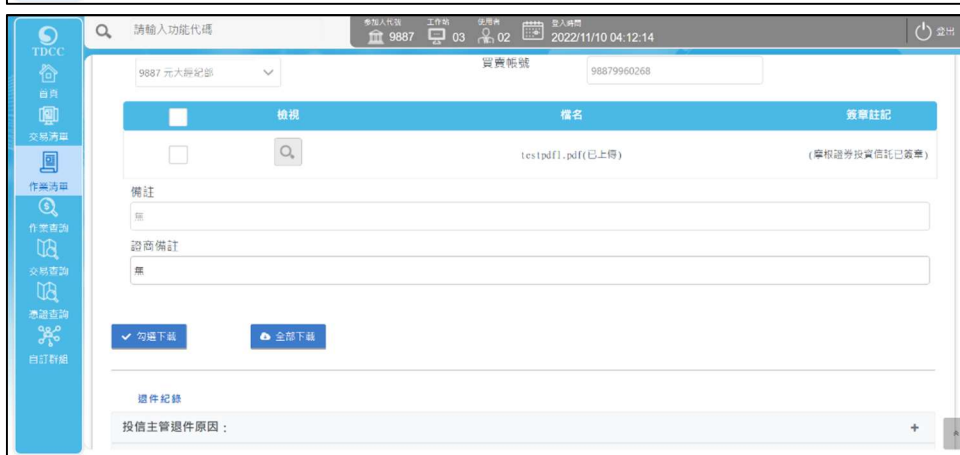 TDCC
首頁
交易清單
作業清單
作業查詢
交易查詢
憑證查詢
自訂群組
請輸入功能代碼
參加人代號 9887
工作站 03
使用者 02
登入時間 2022/11/10 04:12:14
登出
9887 元大經紀部
買賣帳號
98879960268
檢視
檔名
簽章註記
testpdf1.pdf(已上傳)
(摩根證券投資信託已簽章)
備註
無
證商備註
無
勾選下載
全部下載
退件紀錄
投信主管退件原因：
+